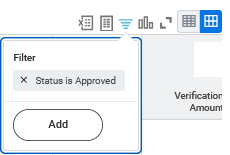 Filter
Status is Approved
Add
Verification
Amount